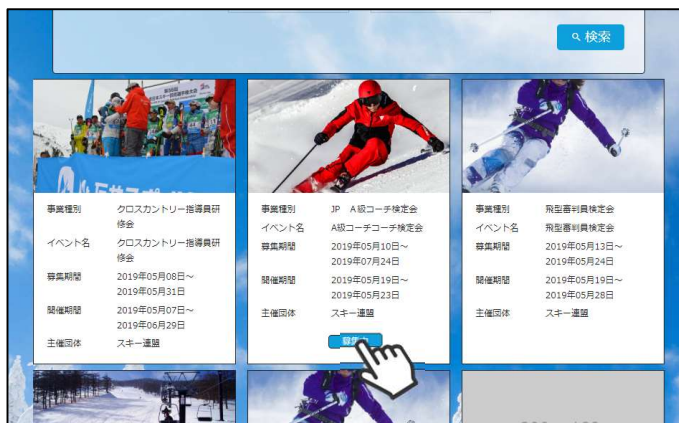 検索
事業種別 クロスカントリー指導員研
修会
イベント名 クロスカントリー指導員研
修会
募集期間 2019年05月08日～
2019年05月31日
開催期間 2019年05月07日～
2019年06月29日
主催団体 スキー連盟
事業種別 JP A級コーチ検定会
イベント名 A級コーチコーチ検定会
募集期間 2019年05月10日～
2019年07月24日
開催期間 2019年05月19日～
2019年05月23日
主催団体 スキー連盟
事業種別 飛型審判員検定会
イベント名 飛型審判員検定会
募集期間 2019年05月13日～
2019年05月24日
開催期間 2019年05月19日～
2019年05月28日
主催団体 スキー連盟